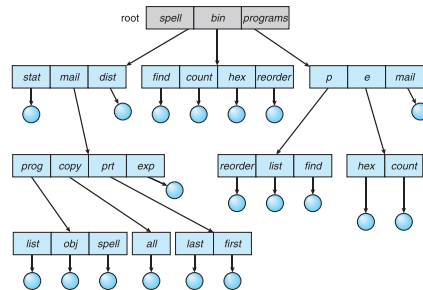 root spell bin programs
stat mail dist find count hex reorder p e mail
prog copy prt exp reorder list find hex count
list obj spell all last first